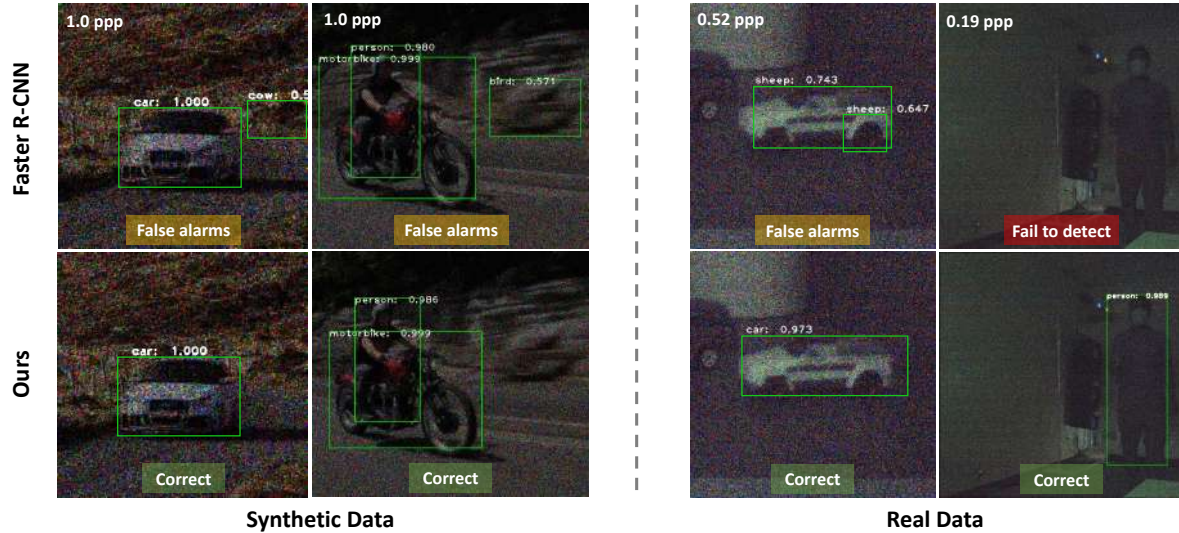 1.0 ppp
1.0 ppp
0.52 ppp
0.19 ppp
Faster R-CNN
person: 0.980
motorbike: 0.999
bird: 0.571
car: 1.000
cow: 0.5
sheep: 0.743
sheep: 0.647
False alarms
False alarms
False alarms
Fail to detect
Ours
person: 0.986
motorbike: 0.999
car: 1.000
car: 0.973
person: 0.989
Correct
Correct
Correct
Correct
Synthetic Data
Real Data